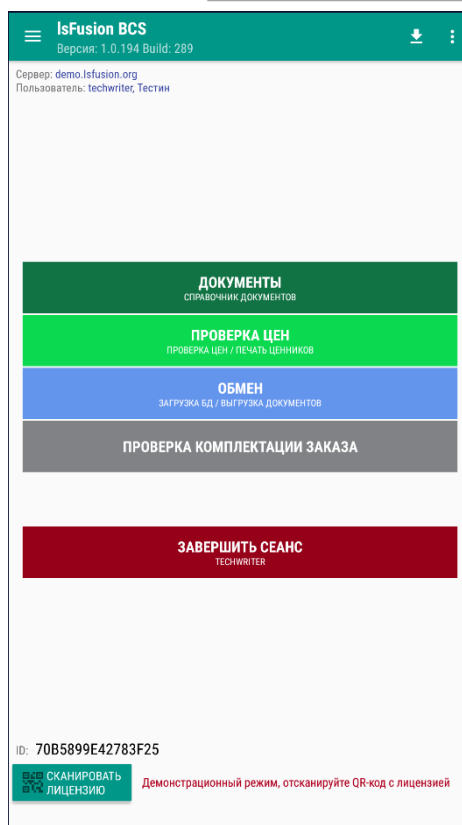 lsFusion BCS
Версия: 1.0.194 Build: 289
Сервер: demo.lsfusion.org
Пользователь: techwriter, Тестин
ДОКУМЕНТЫ
СПРАВОЧНИК ДОКУМЕНТОВ
ПРОВЕРКА ЦЕН
ПРОВЕРКА ЦЕН / ПЕЧАТЬ ЦЕННИКОВ
ОБМЕН
ЗАГРУЗКА БД / ВЫГРУЗКА ДОКУМЕНТОВ
ПРОВЕРКА КОМПЛЕКТАЦИИ ЗАКАЗА
ЗАВЕРШИТЬ СЕАНС
TECHWRITER
ID: 70B5899E42783F25
СКАНИРОВАТЬ
ЛИЦЕНЗИЮ
Демонстрационный режим, отсканируйте QR-код с лицензией